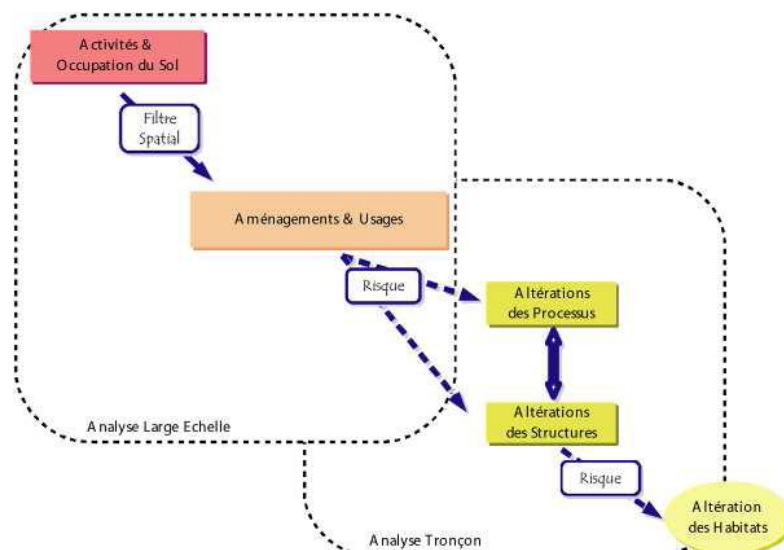 Activités &
Occupation du Sol
Filtre
Spatial
Aménagements & Usages
Risque
Altérations
des Processus
Altérations
des Structures
Analyse Large Echelle
Risque
Altération
des Habitats
Analyse Tronçon